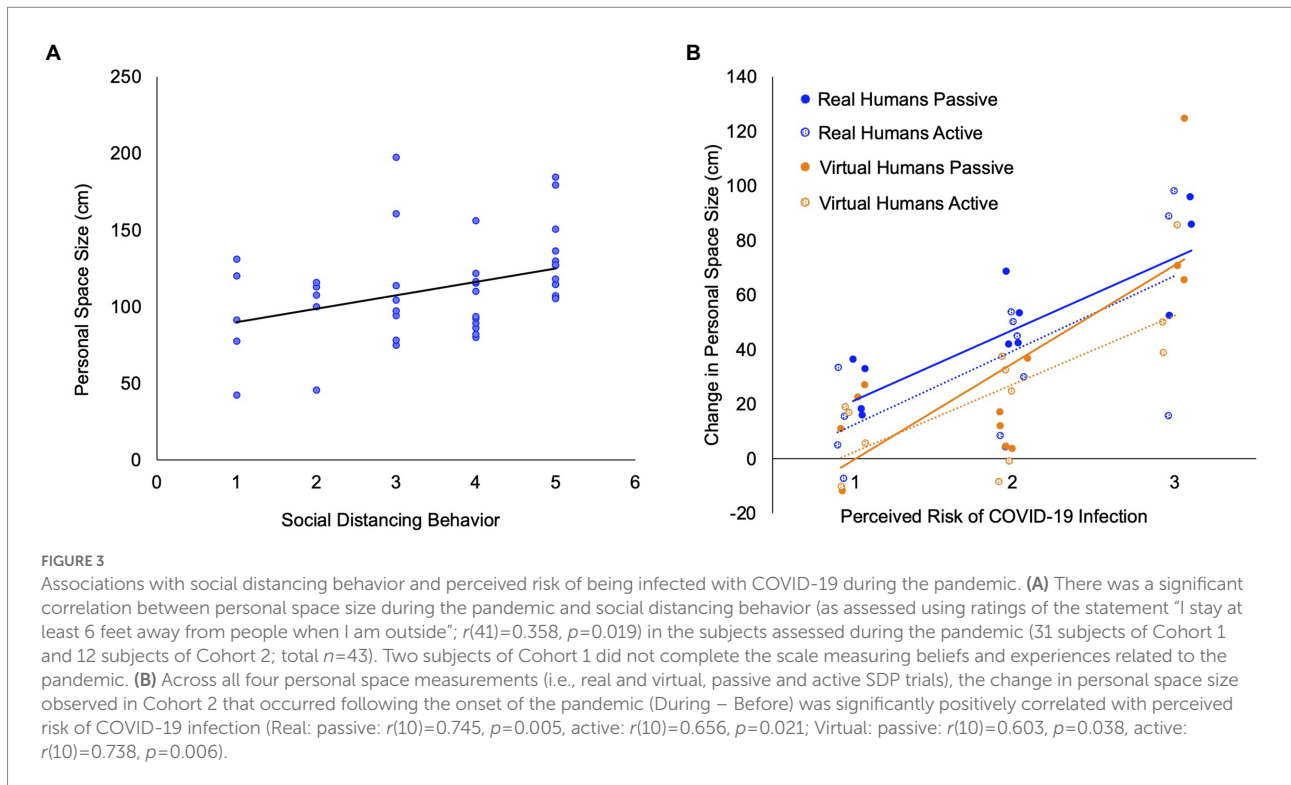 A
250
200
150
100
50
0
Personal Space Size (cm)
0 1 2 3 4 5 6
Social Distancing Behavior
B
140
120
100
80
60
40
20
0
-20
Change in Personal Space Size (cm)
Real Humans Passive
Real Humans Active
Virtual Humans Passive
Virtual Humans Active
1 2 3
Perceived Risk of COVID-19 Infection
FIGURE 3
Associations with social distancing behavior and perceived risk of being infected with COVID-19 during the pandemic. (A) There was a significant
correlation between personal space size during the pandemic and social distancing behavior (as assessed using ratings of the statement “I stay at
least 6 feet away from people when I am outside”; r(41)=0.358, p=0.019) in the subjects assessed during the pandemic (31 subjects of Cohort 1
and 12 subjects of Cohort 2; total n=43). Two subjects of Cohort 1 did not complete the scale measuring beliefs and experiences related to the
pandemic. (B) Across all four personal space measurements (i.e., real and virtual, passive and active SDP trials), the change in personal space size
observed in Cohort 2 that occurred following the onset of the pandemic (During – Before) was significantly positively correlated with perceived
risk of COVID-19 infection (Real: passive: r(10)=0.745, p=0.005, active: r(10)=0.656, p=0.021; Virtual: passive: r(10)=0.603, p=0.038, active:
r(10)=0.738, p=0.006).